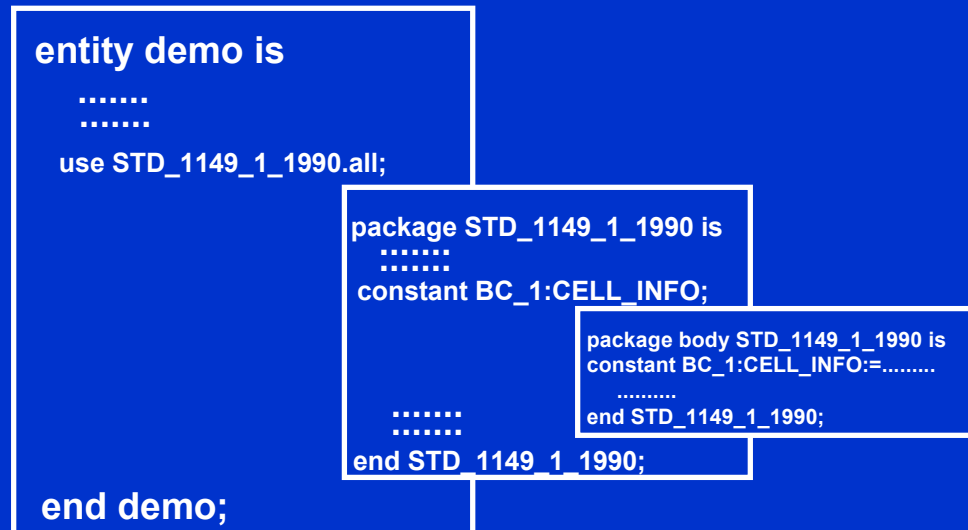 entity demo is
.......
.......
use STD_1149_1_1990.all;
package STD_1149_1_1990 is
:::::::
constant BC_1:CELL_INFO;
package body STD_1149_1_1990 is
constant BC_1:CELL_INFO:=.........
..........
end STD_1149_1_1990;
:::::::
end STD_1149_1_1990;
end demo;